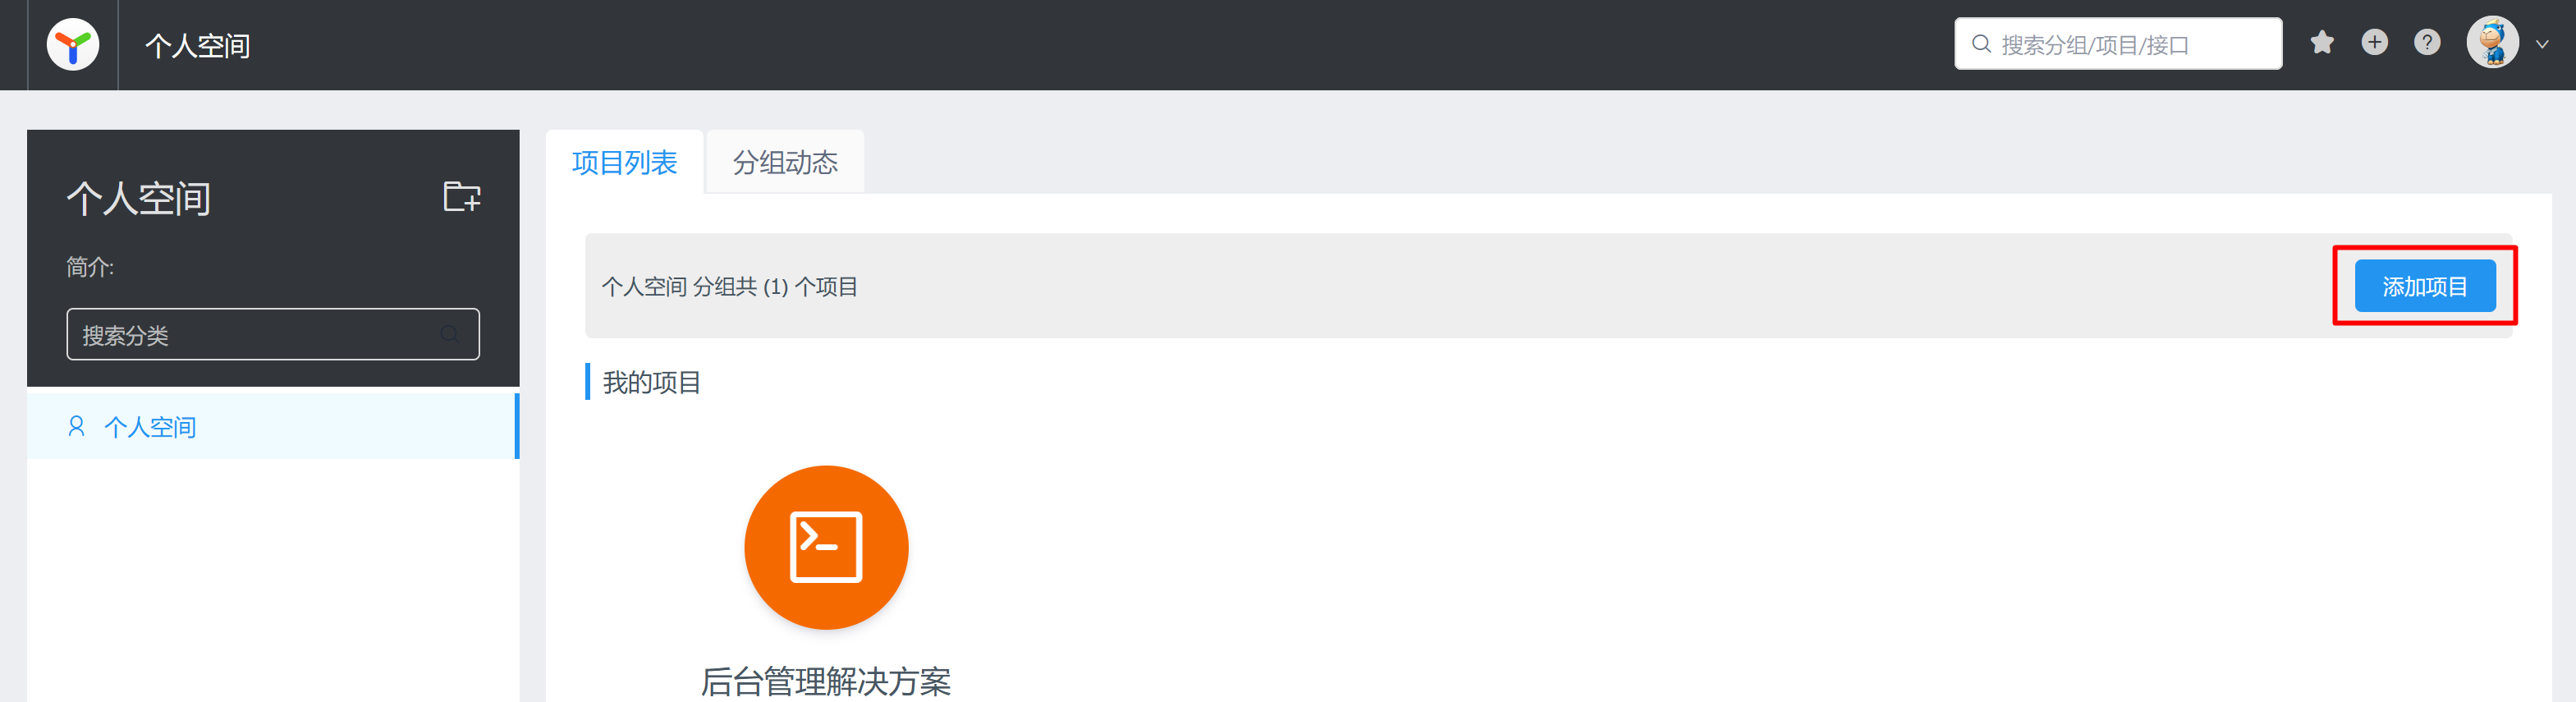 个人空间
搜索分组/项目/接口
个人空间
简介:
搜索分类
个人空间
项目列表
分组动态
个人空间 分组共 (1) 个项目
添加项目
我的项目
后台管理解决方案